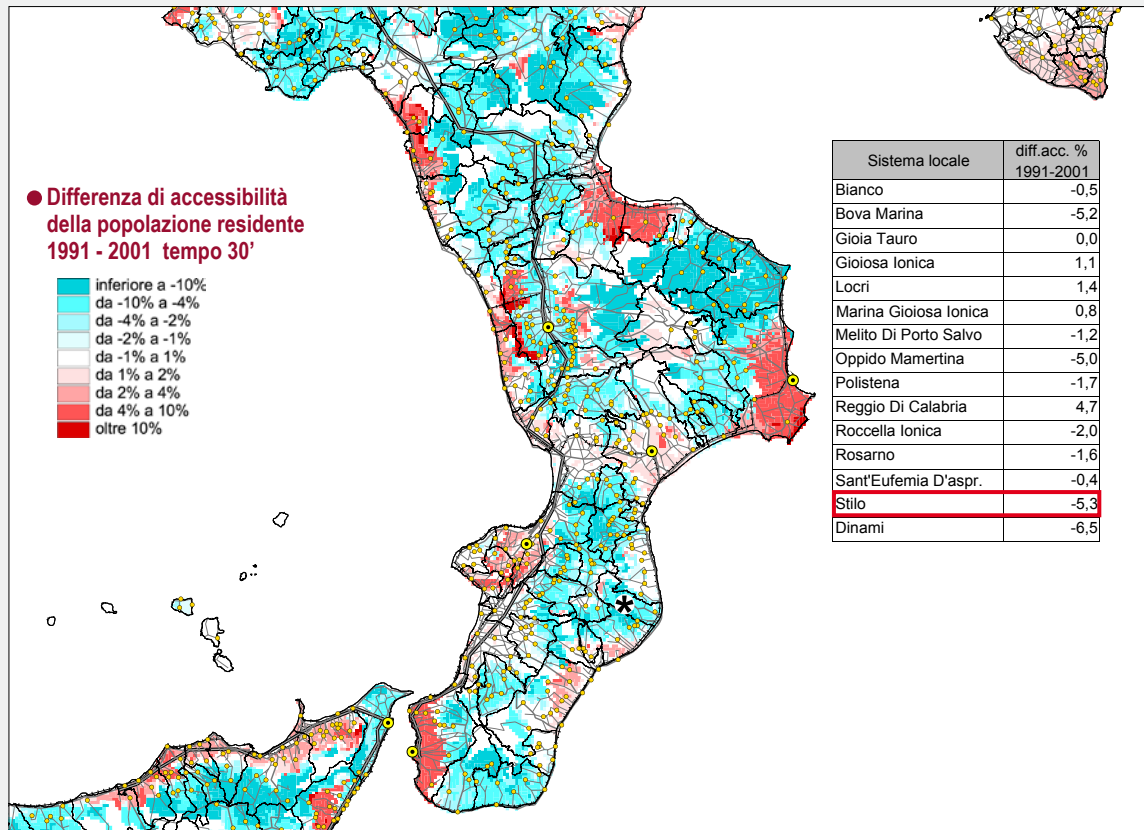 Differenza di accessibilità
della popolazione residente
1991 - 2001 tempo 30'
inferiore a -10%
da -10% a -4%
da -4% a -2%
da -2% a -1%
da -1% a 1%
da 1% a 2%
da 2% a 4%
da 4% a 10%
oltre 10%
Sistema locale diff.acc. %
1991-2001
Bianco -0,5
Bova Marina -5,2
Gioia Tauro 0,0
Gioiosa Ionica 1,1
Locri 1,4
Marina Gioiosa Ionica 0,8
Melito Di Porto Salvo -1,2
Oppido Mamertina -5,0
Polistena -1,7
Reggio Di Calabria 4,7
Roccella Ionica -2,0
Rosarno -1,6
Sant'Eufemia D'aspr. -0,4
Stilo -5,3
Dinami -6,5
*